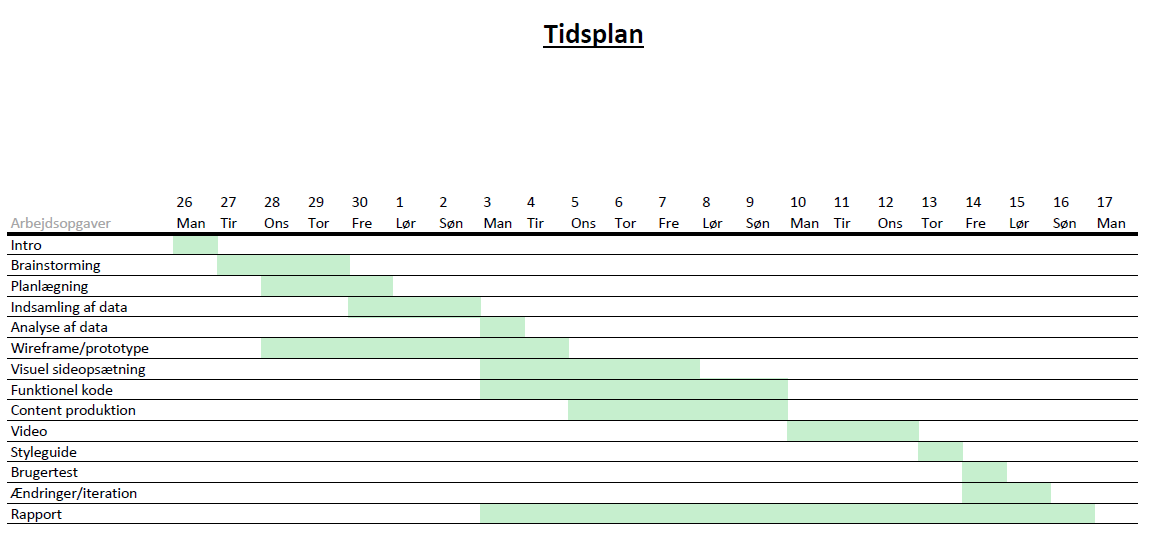 Tidsplan
26 27 28 29 30 1 2 3 4 5 6 7 8 9 10 11 12 13 14 15 16 17
Arbejdsopgaver Man Tir Ons Tor Fre Lør Søn Man Tir Ons Tor Fre Lør Søn Man Tir Ons Tor Fre Lør Søn Man
Intro
Brainstorming
Planlægning
Indsamling af data
Analyse af data
Wireframe/prototype
Visuel sideopsætning
Funktionel kode
Content produktion
Video
Styleguide
Brugertest
Ændringer/iteration
Rapport